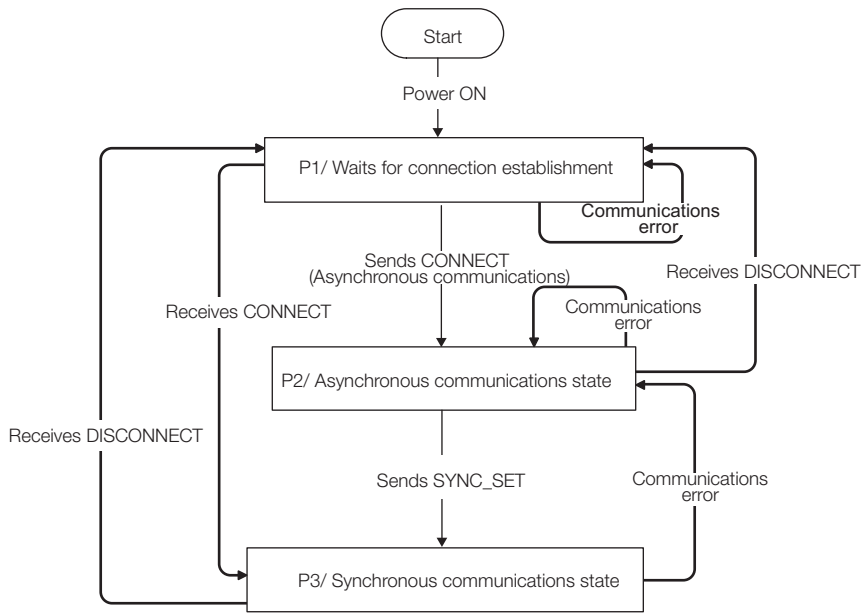 Start
Power ON
P1/ Waits for connection establishment
Communications
error
Sends CONNECT
(Asynchronous communications)
Receives DISCONNECT
Receives CONNECT
Communications
error
P2/ Asynchronous communications state
Receives DISCONNECT
Sends SYNC_SET
Communications
error
P3/ Synchronous communications state